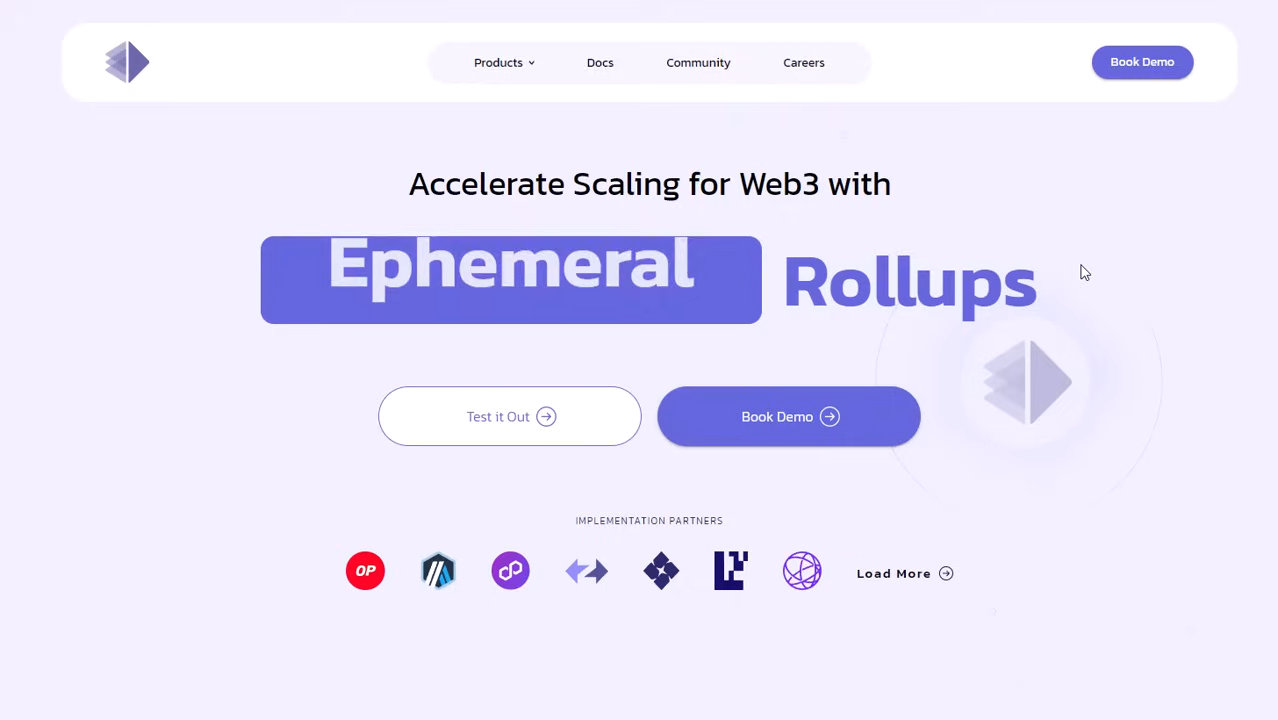 Products Docs Community Careers Book Demo
Accelerate Scaling for Web3 with
Ephemeral Rollups
Test it Out Book Demo
IMPLEMENTATION PARTNERS
OP Load More